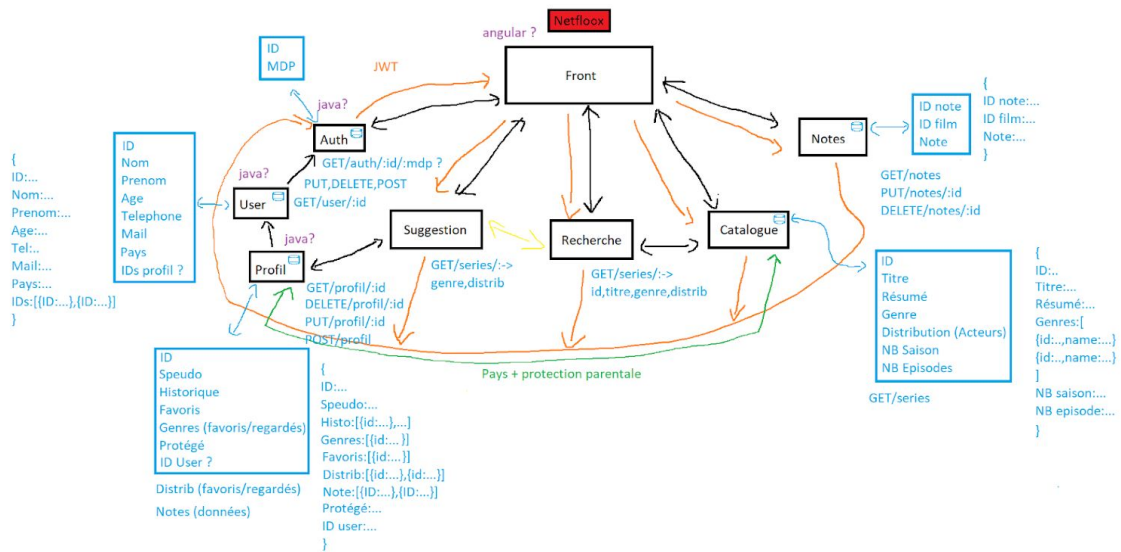 Netfloox
angular ?
Front
ID
MDP
JWT
java?
Auth
GET/auth/:id/:mdp ?
PUT,DELETE,POST
GET/user/:id
java?
User
java?
Profil
GET/profil/:id
DELETE/profil/:id
PUT/profil/:id
POST/profil
{
ID:...
Nom:...
Prenom:...
Age:...
Tel:..
Mail:...
Pays:...
IDs:[{ID:...},{ID:...}]
}
ID
Nom
Prenom
Age
Telephone
Mail
Pays
IDs profil ?
Suggestion
GET/series/:->
genre,distrib
Recherche
GET/series/:->
id,titre,genre,distrib
Catalogue
Notes
GET/notes
PUT/notes/:id
DELETE/notes/:id
ID note
ID film
Note
{
ID note:...
ID film:...
Note:...
}
ID
Titre
Résumé
Genre
Distribution (Acteurs)
NB Saison
NB Episodes
GET/series
{
ID:..
Titre:...
Résumé:...
Genres:[
{id:..,name:...}
{id:..,name:...}
]
NB saison:...
NB episode:...
}
Pays + protection parentale
ID
Speudo
Historique
Favoris
Genres (favoris/regardés)
Protégé
ID User ?
Distrib (favoris/regardés)
Notes (données)
{
ID:...
Speudo:...
Histo:[{id:...},...]
Genres:[{id:... }]
Favoris:[{id:...}]
Distrib:[{id:...},{id:...}]
Note:[{ID:...},{ID:...}]
Protégé:...
ID user:...
}